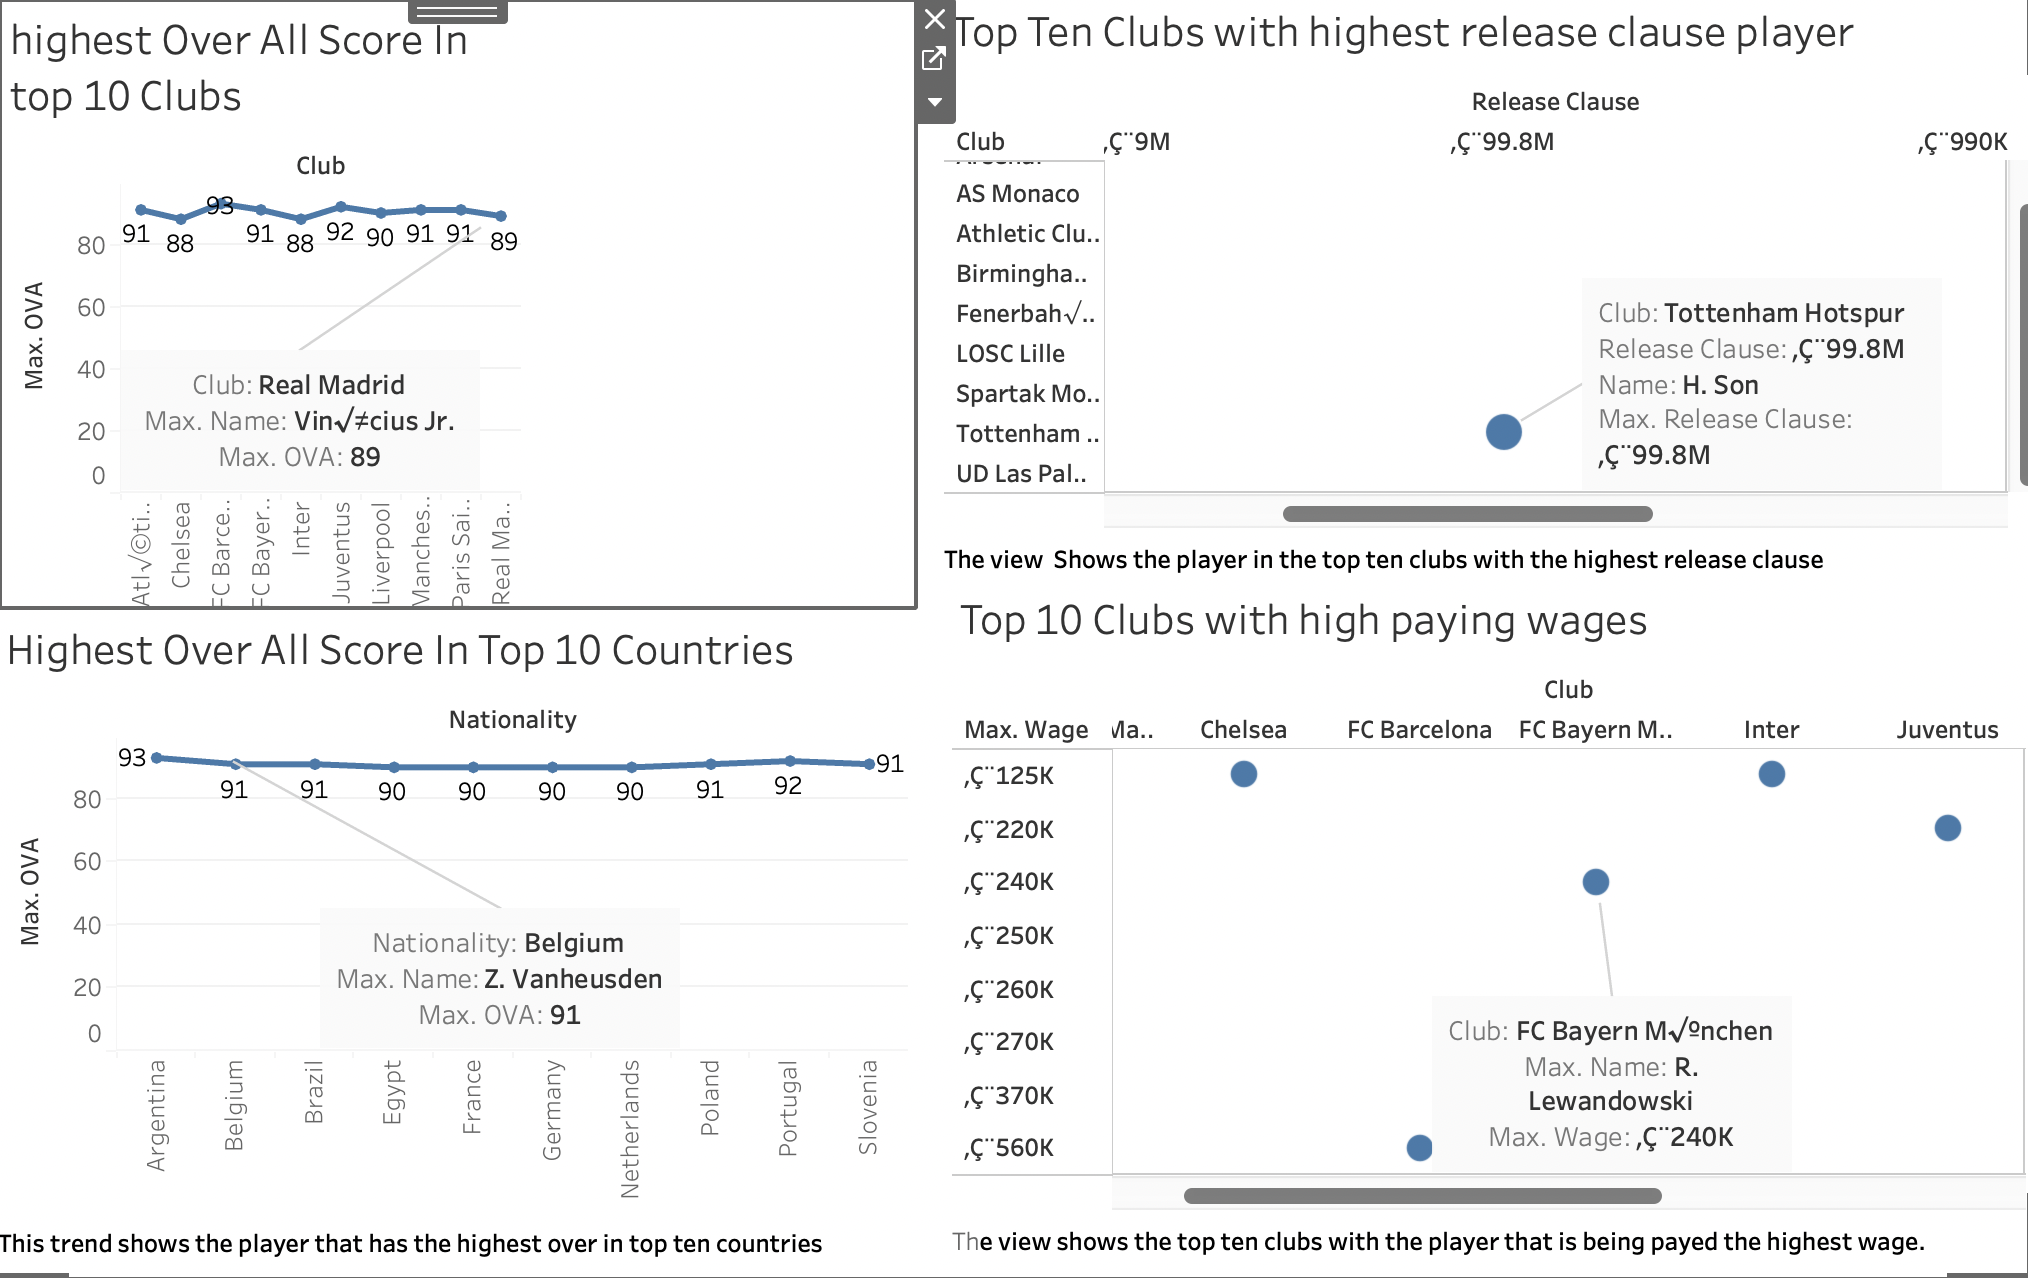 highest Over All Score In
top 10 Clubs
Club
Max. OVA
80
60
40
20
0
91
88
93
91
88
92
90
91
91
89
Club: Real Madrid
Max. Name: Vin√≠cius Jr.
Max. OVA: 89
Atl√©ti..
Chelsea
FC Barce..
FC Bayer..
Inter
Juventus
Liverpool
Manches..
Paris Sai..
Real Ma..
Top Ten Clubs with highest release clause player
Release Clause
Club
‚Ç¨9M
‚Ç¨99.8M
‚Ç¨990K
AS Monaco
Athletic Clu..
Birmingha..
Fenerbah√..
LOSC Lille
Spartak Mo..
Tottenham ..
UD Las Pal..
Club: Tottenham Hotspur
Release Clause: ‚Ç¨99.8M
Name: H. Son
Max. Release Clause:
‚Ç¨99.8M
The view Shows the player in the top ten clubs with the highest release clause
Highest Over All Score In Top 10 Countries
Nationality
Max. OVA
80
60
40
20
0
93
91
91
90
90
90
90
91
92
91
Nationality: Belgium
Max. Name: Z. Vanheusden
Max. OVA: 91
Argentina
Belgium
Brazil
Egypt
France
Germany
Netherlands
Poland
Portugal
Slovenia
This trend shows the player that has the highest over in top ten countries
Top 10 Clubs with high paying wages
Club
Max. Wage
Ma..
Chelsea
FC Barcelona
FC Bayern M..
Inter
Juventus
‚Ç¨125K
‚Ç¨220K
‚Ç¨240K
‚Ç¨250K
‚Ç¨260K
‚Ç¨270K
‚Ç¨370K
‚Ç¨560K
Club: FC Bayern M√ºnchen
Max. Name: R.
Lewandowski
Max. Wage: ‚Ç¨240K
The view shows the top ten clubs with the player that is being payed the highest wage.